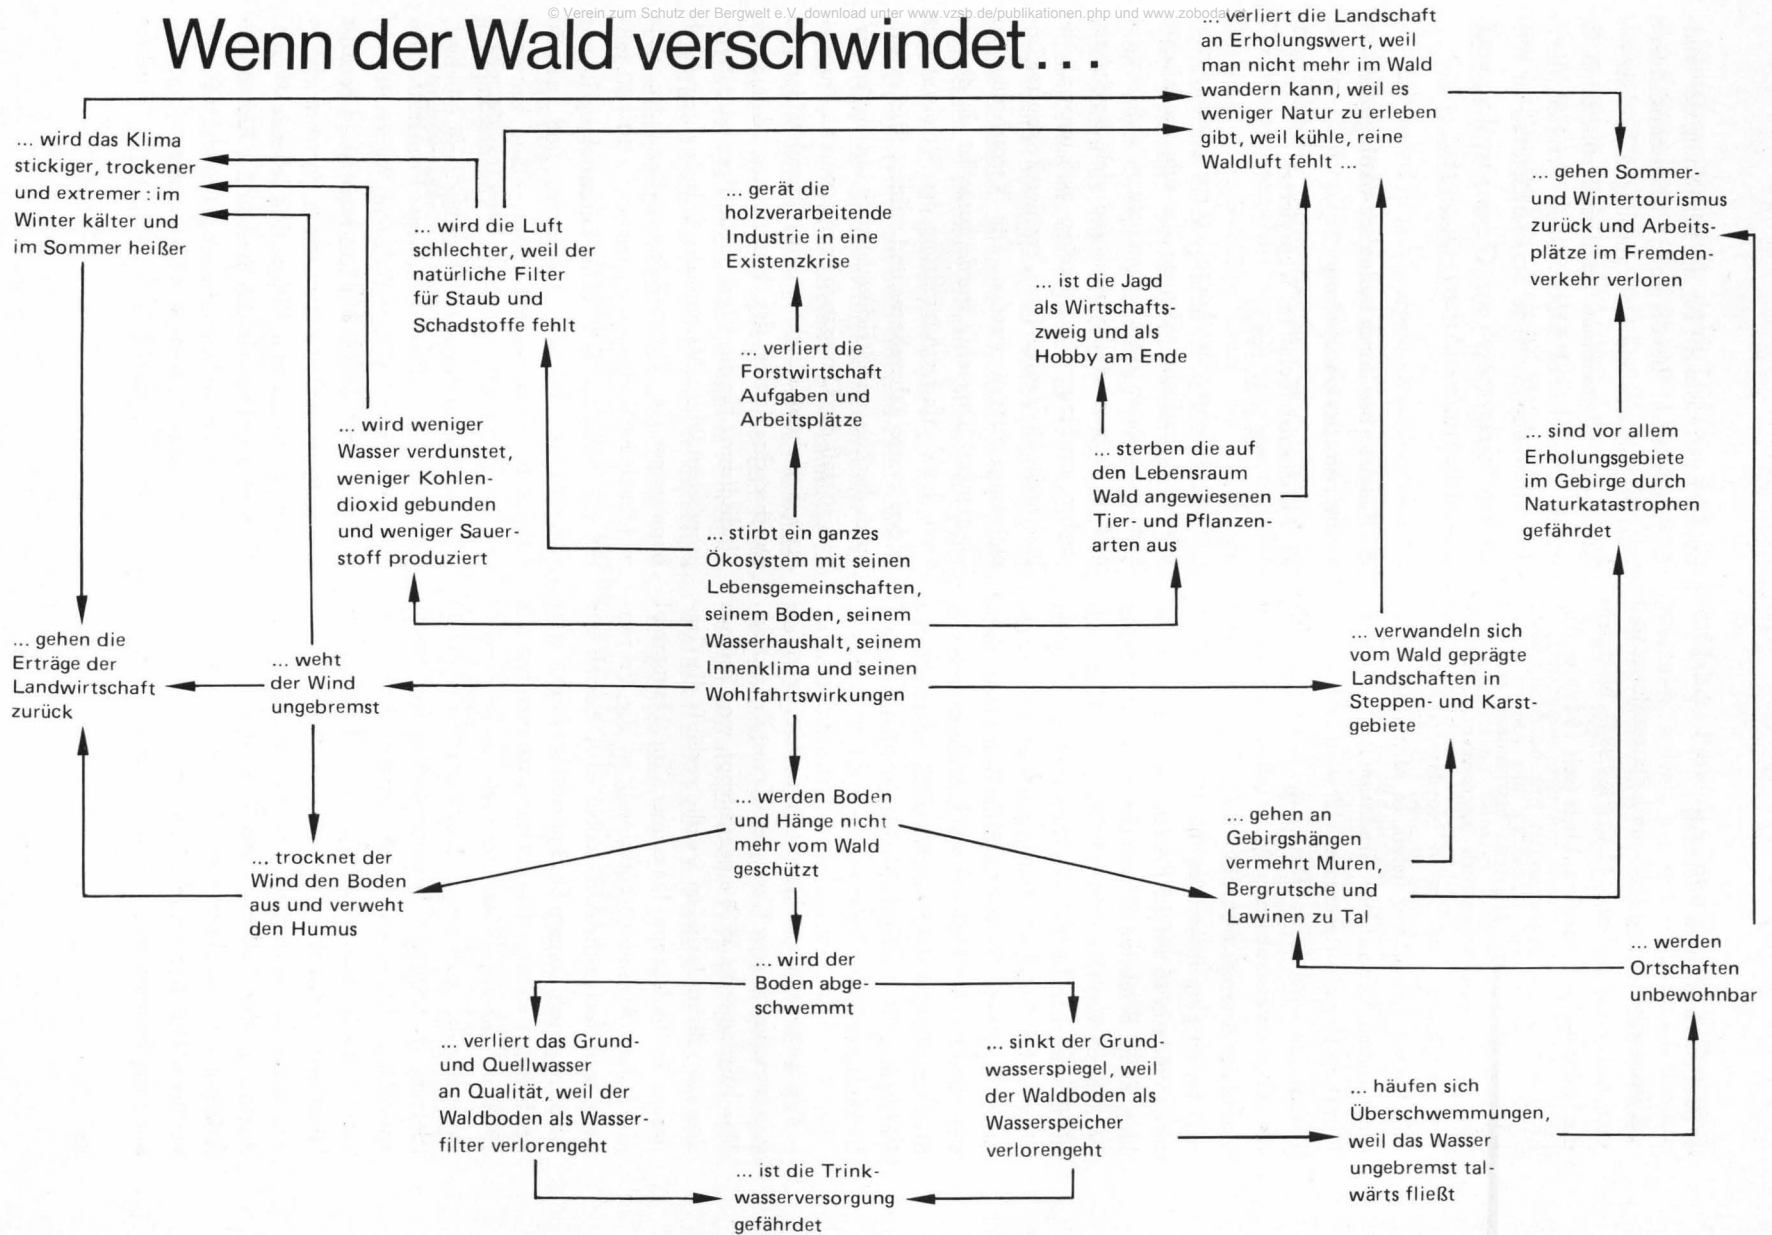 © Verein zum Schutz der Bergwelt e.V. download unter www.vzsb.de/publikationen.php und www.zobodat.at
Wenn der Wald verschwindet...
... verliert die Landschaft
an Erholungswert, weil
man nicht mehr im Wald
wandern kann, weil es
weniger Natur zu erleben
gibt, weil kühle, reine
Waldluft fehlt ...
... wird das Klima
stickiger, trockener
und extremer : im
Winter kälter und
im Sommer heißer
... wird die Luft
schlechter, weil der
natürliche Filter
für Staub und
Schadstoffe fehlt
... gerät die
holzverarbeitende
Industrie in eine
Existenzkrise
... ist die Jagd
als Wirtschafts-
zweig und als
Hobby am Ende
... gehen Sommer-
und Wintertourismus
zurück und Arbeits-
plätze im Fremden-
verkehr verloren
... verliert die
Forstwirtschaft
Aufgaben und
Arbeitsplätze
... wird weniger
Wasser verdunstet,
weniger Kohlen-
dioxid gebunden
und weniger Sauer-
stoff produziert
... sterben die auf
den Lebensraum
Wald angewiesenen
Tier- und Pflanzen-
arten aus
... sind vor allem
Erholungsgebiete
im Gebirge durch
Naturkatastrophen
gefährdet
... stirbt ein ganzes
Ökosystem mit seinen
Lebensgemeinschaften,
seinem Boden, seinem
Wasserhaushalt, seinem
Innenklima und seinen
Wohlfahrtswirkungen
... gehen die
Erträge der
Landwirtschaft
zurück
... weht
der Wind
ungebremst
... verwandeln sich
vom Wald geprägte
Landschaften in
Steppen- und Karst-
gebiete
... werden Boden
und Hänge nicht
mehr vom Wald
geschützt
... trocknet der
Wind den Boden
aus und verweht
den Humus
... gehen an
Gebirgshängen
vermehrt Muren,
Bergrutsche und
Lawinen zu Tal
... wird der
Boden abge-
schwemmt
... werden
Ortschaften
unbewohnbar
... verliert das Grund-
und Quellwasser
an Qualität, weil der
Waldboden als Wasser-
filter verlorengeht
... sinkt der Grund-
wasserspiegel, weil
der Waldboden als
Wasserspeicher
verlorengeht
... häufen sich
Überschwemmungen,
weil das Wasser
ungebremst tal-
wärts fließt
... ist die Trink-
wasserversorgung
gefährdet